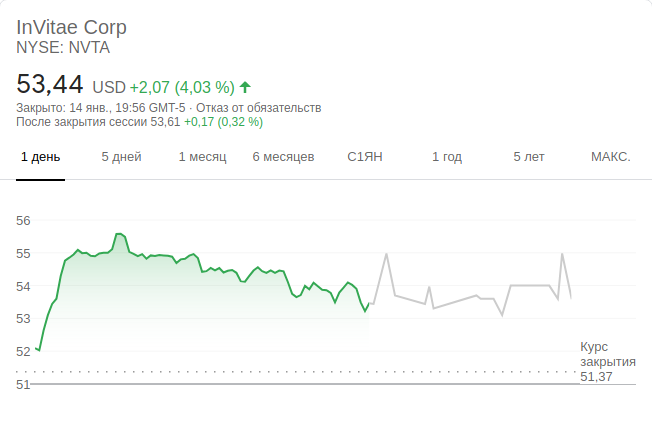 InVitae Corp
NYSE: NVTA
53,44 USD +2,07 (4,03 %)
Закрыто: 14 янв., 19:56 GMT-5 · Отказ от обязательств
После закрытия сессии 53,61 +0,17 (0,32 %)
1 день 5 дней 1 месяц 6 месяцев С1ЯН 1 год 5 лет МАКС.
56
55
54
53
52
51
Курс
закрытия
51,37